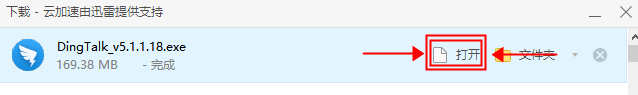 下载 - 云加速由迅雷提供支持
DingTalk_v5.1.1.18.exe
打开 文件夹
169.38 MB - 完成